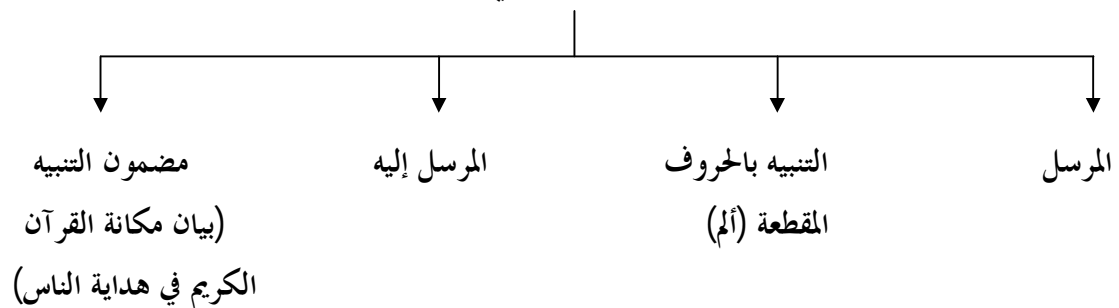 المرسل
التنبيه بالحروف
المقطعة (ألم)
المرسل إليه
مضمون التنبيه
(بيان مكانة القرآن
الكريم في هداية الناس)